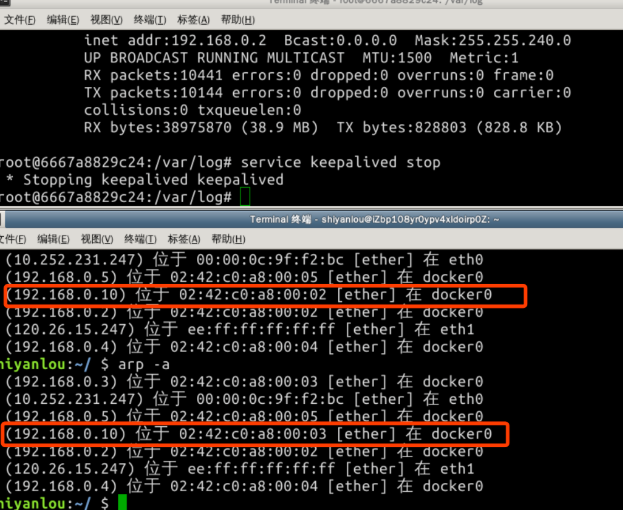 Terminal 终端 - root@6667a8829c24: /var/log
文件(F) 编辑(E) 视图(V) 终端(T) 标签(A) 帮助(H)
inet addr:192.168.0.2 Bcast:0.0.0.0 Mask:255.255.240.0
UP BROADCAST RUNNING MULTICAST MTU:1500 Metric:1
RX packets:10441 errors:0 dropped:0 overruns:0 frame:0
TX packets:10144 errors:0 dropped:0 overruns:0 carrier:0
collisions:0 txqueuelen:0
RX bytes:38975870 (38.9 MB) TX bytes:828803 (828.8 KB)
root@6667a8829c24:/var/log# service keepalived stop
* Stopping keepalived keepalived
root@6667a8829c24:/var/log#
Terminal 终端 - shiyanlou@iZbp108yr0ypv4xldoirp0Z: ~
文件(F) 编辑(E) 视图(V) 终端(T) 标签(A) 帮助(H)
(10.252.231.247) 位于 00:00:0c:9f:f2:bc [ether] 在 eth0
(192.168.0.5) 位于 02:42:c0:a8:00:05 [ether] 在 docker0
(192.168.0.10) 位于 02:42:c0:a8:00:02 [ether] 在 docker0
(192.168.0.2) 位于 02:42:c0:a8:00:02 [ether] 在 docker0
(120.26.15.247) 位于 ee:ff:ff:ff:ff:ff [ether] 在 eth1
(192.168.0.4) 位于 02:42:c0:a8:00:04 [ether] 在 docker0
hiyanlou:~/ $ arp -a
(192.168.0.3) 位于 02:42:c0:a8:00:03 [ether] 在 docker0
(10.252.231.247) 位于 00:00:0c:9f:f2:bc [ether] 在 eth0
(192.168.0.5) 位于 02:42:c0:a8:00:05 [ether] 在 docker0
(192.168.0.10) 位于 02:42:c0:a8:00:03 [ether] 在 docker0
(192.168.0.2) 位于 02:42:c0:a8:00:02 [ether] 在 docker0
(120.26.15.247) 位于 ee:ff:ff:ff:ff:ff [ether] 在 eth1
(192.168.0.4) 位于 02:42:c0:a8:00:04 [ether] 在 docker0
hiyanlou:~/ $